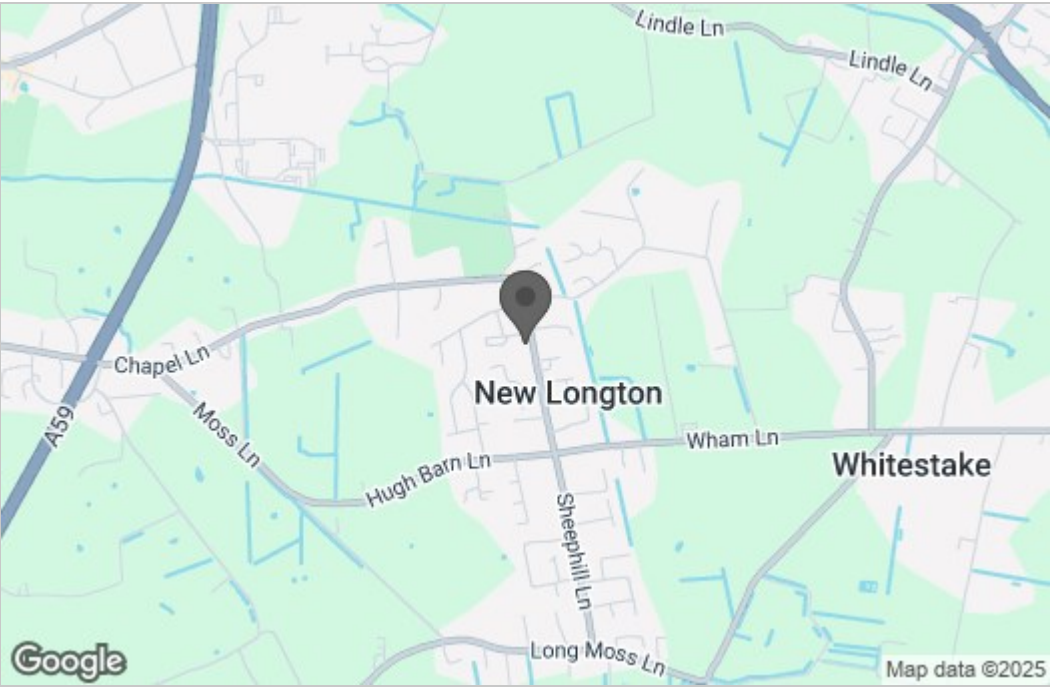 Lindle Ln
Lindle Ln
Chapel Ln
A59
Moss Ln
New Longton
Hugh Barn Ln
Wham Ln
Whitestake
Sheephill Ln
Long Moss Ln
Google
Map data ©2025